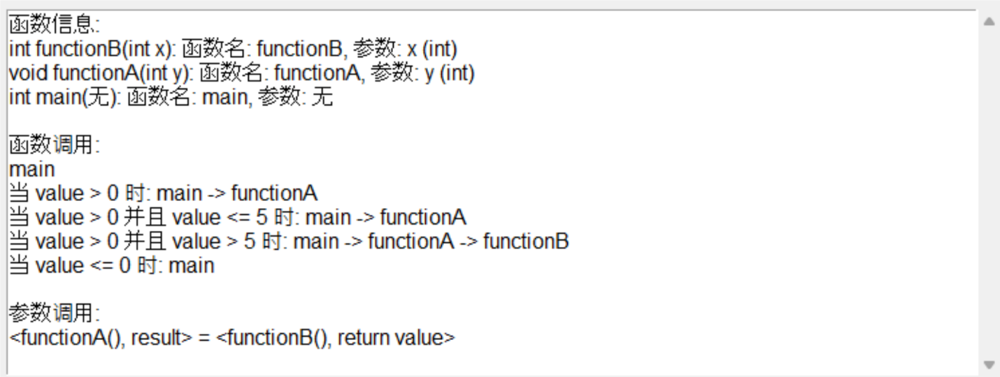 函数信息:
int functionB(int x): 函数名: functionB, 参数: x (int)
void functionA(int y): 函数名: functionA, 参数: y (int)
int main(无): 函数名: main, 参数: 无
函数调用:
main
当 value > 0 时: main -> functionA
当 value > 0 并且 value <= 5 时: main -> functionA
当 value > 0 并且 value > 5 时: main -> functionA -> functionB
当 value <= 0 时: main
参数调用:
<functionA(), result> = <functionB(), return value>